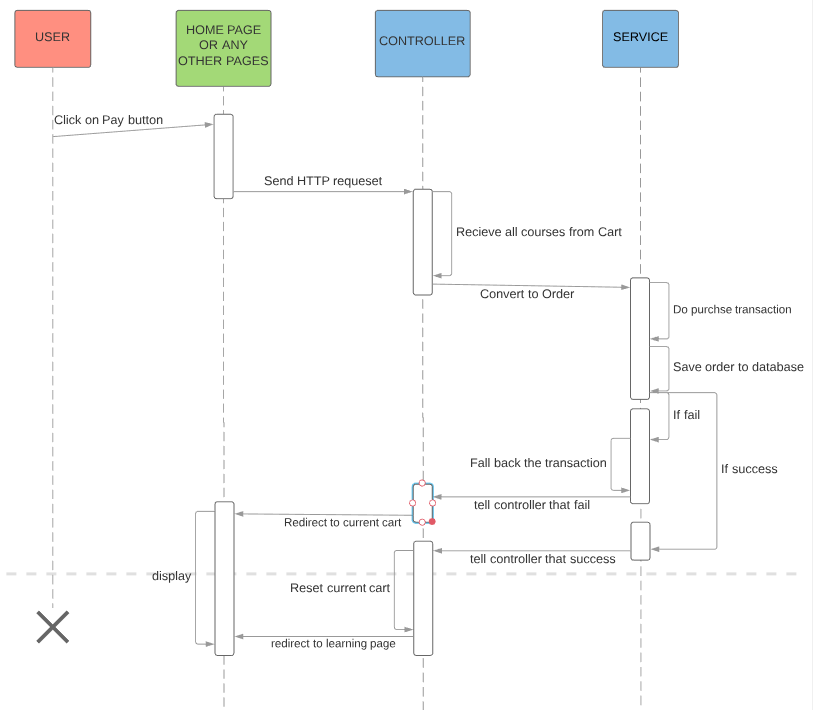 USER
HOME PAGE
OR ANY
OTHER PAGES
CONTROLLER
SERVICE
Click on Pay button
Send HTTP requeset
Recieve all courses from Cart
Convert to Order
Do purchse transaction
Save order to database
If fail
Fall back the transaction
If success
tell controller that fail
Redirect to current cart
tell controller that success
display
Reset current cart
redirect to learning page